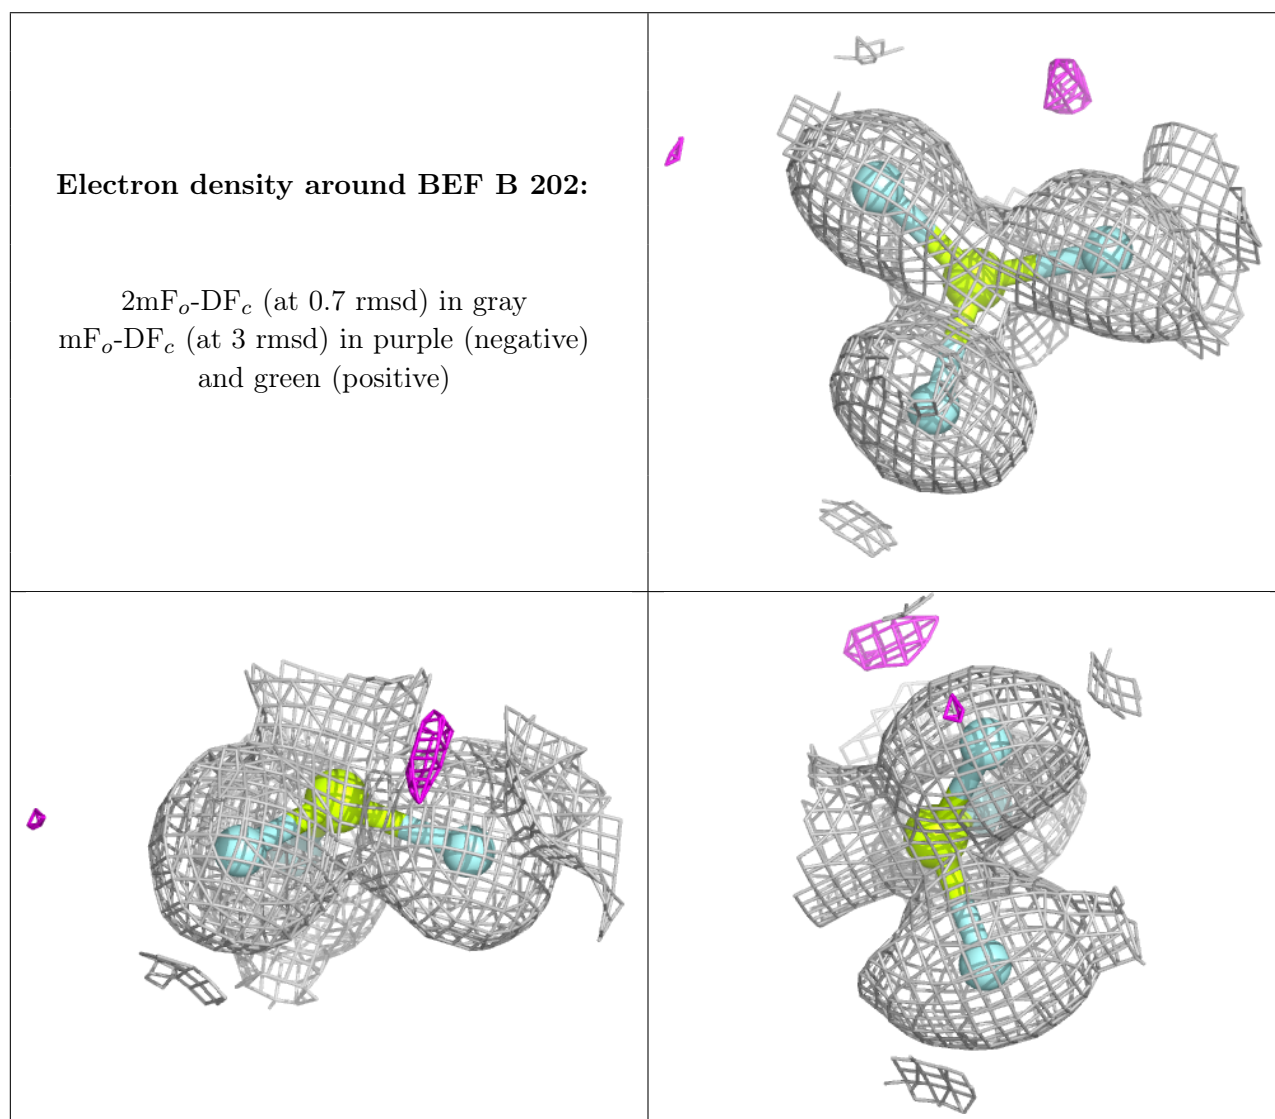 Electron density around BEF B 202:
2mFo-DFc (at 0.7 rmsd) in gray
mFo-DFc (at 3 rmsd) in purple (negative)
and green (positive)